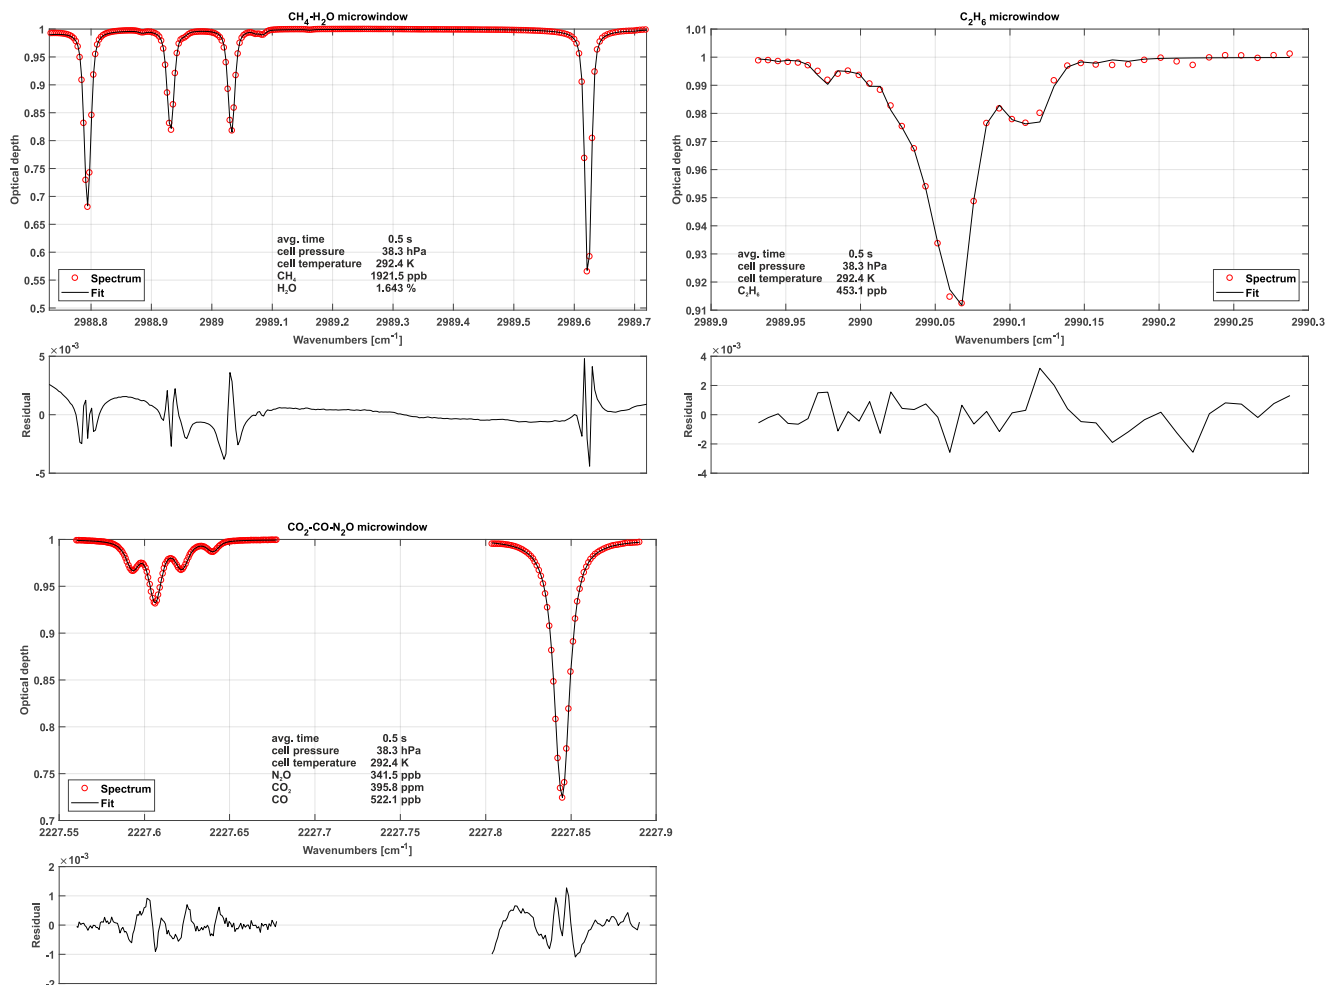 CH₄-H₂O microwindow
1
0.95
0.9
0.85
0.8
0.75
0.7
0.65
0.6
0.55
0.5
Optical depth
avg. time 0.5 s
cell pressure 38.3 hPa
cell temperature 292.4 K
CH₄ 1921.5 ppb
H₂O 1.643 %
Spectrum
Fit
2988.8 2988.9 2989 2989.1 2989.2 2989.3 2989.4 2989.5 2989.6 2989.7
Wavenumbers [cm⁻¹]
×10⁻³
5
0
-5
Residual
C₂H₆ microwindow
1.01
1
0.99
0.98
0.97
0.96
0.95
0.94
0.93
0.92
0.91
Optical depth
avg. time 0.5 s
cell pressure 38.3 hPa
cell temperature 292.4 K
C₂H₆ 453.1 ppb
Spectrum
Fit
2989.9 2989.95 2990 2990.05 2990.1 2990.15 2990.2 2990.25 2990.3
Wavenumbers [cm⁻¹]
×10⁻³
4
2
0
-2
-4
Residual
CO₂-CO-N₂O microwindow
1
0.95
0.9
0.85
0.8
0.75
0.7
Optical depth
avg. time 0.5 s
cell pressure 38.3 hPa
cell temperature 292.4 K
N₂O 341.5 ppb
CO₂ 395.8 ppm
CO 522.1 ppb
Spectrum
Fit
2227.55 2227.6 2227.65 2227.7 2227.75 2227.8 2227.85 2227.9
Wavenumbers [cm⁻¹]
×10⁻³
2
1
0
-1
-2
Residual